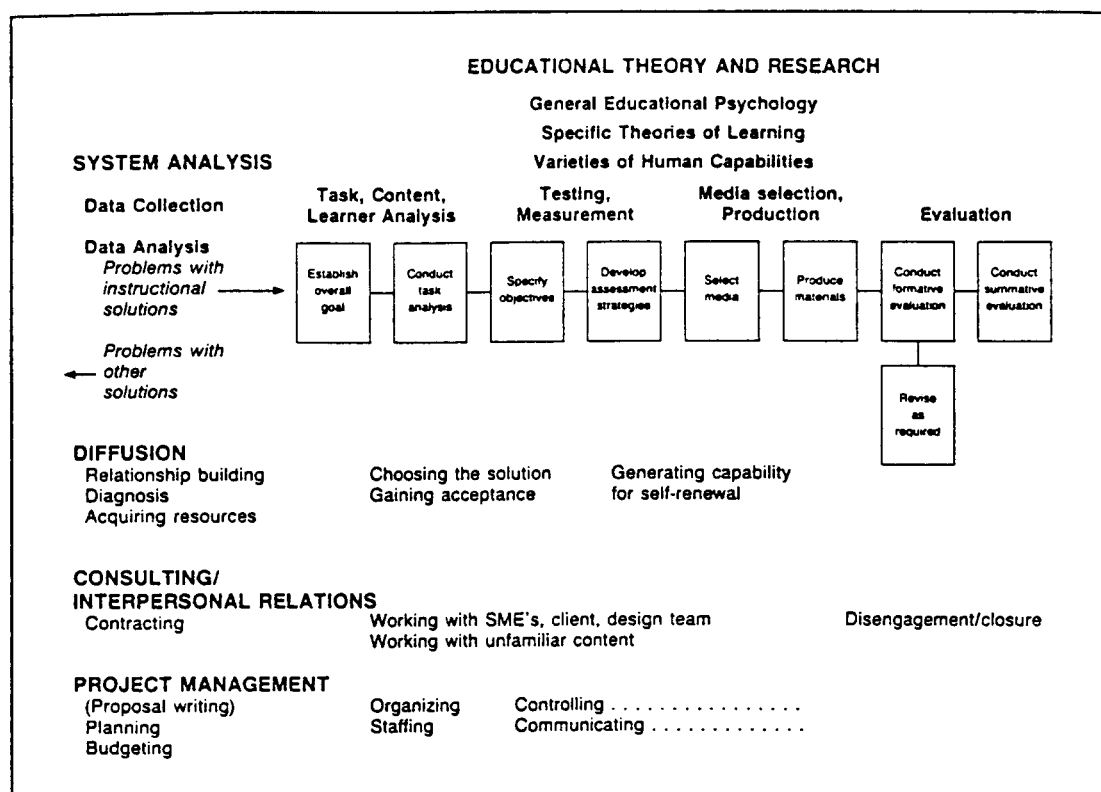 EDUCATIONAL THEORY AND RESEARCH
General Educational Psychology
Specific Theories of Learning
SYSTEM ANALYSIS
Varieties of Human Capabilities
Data Collection
Task, Content,
Learner Analysis
Testing,
Measurement
Media selection,
Production
Evaluation
Data Analysis
Problems with
instructional
solutions
Establish
overall
goal
Conduct
task
analysis
Specify
objectives
Develop
assessment
strategies
Select
media
Produce
materials
Conduct
formative
evaluation
Conduct
summative
evaluation
Problems with
other
solutions
Revise
as
required
DIFFUSION
Relationship building
Diagnosis
Acquiring resources
Choosing the solution
Gaining acceptance
Generating capability
for self-renewal
CONSULTING/
INTERPERSONAL RELATIONS
Contracting
Working with SME's, client, design team
Working with unfamiliar content
Disengagement/closure
PROJECT MANAGEMENT
(Proposal writing)
Planning
Budgeting
Organizing
Staffing
Controlling . . . . . . . . . . . . . . . .
Communicating . . . . . . . . . . . . .